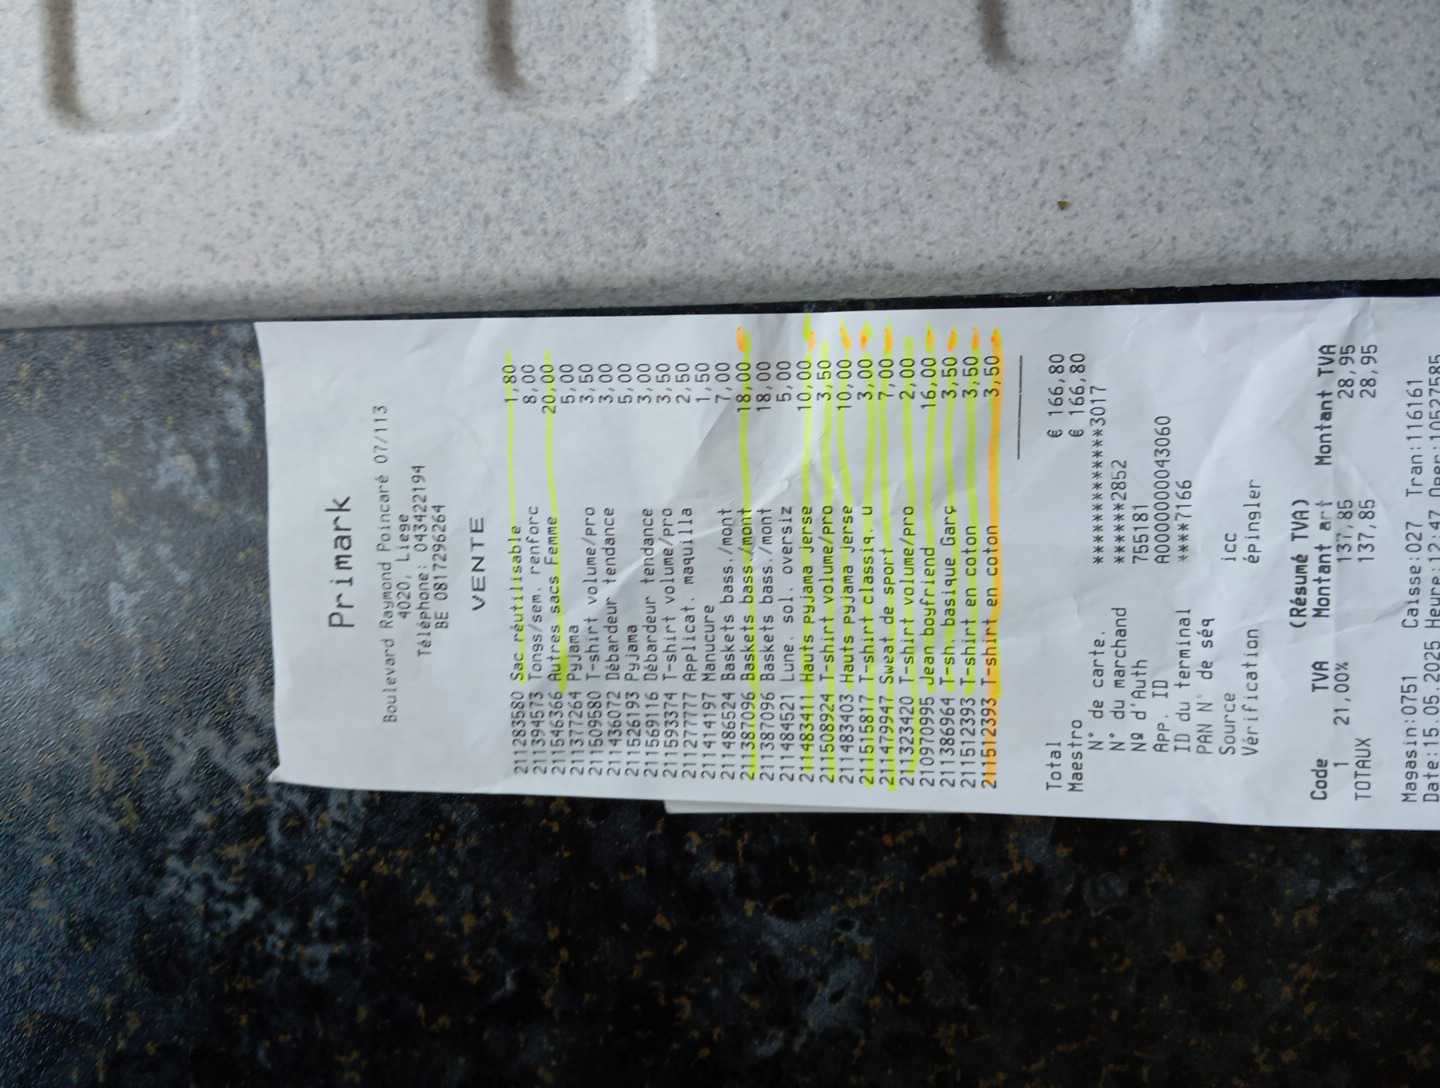 Primark
Boulevard Raymond Poincaré 07/113
4020, Liege
Téléphone: 043422194
BE 0817296264
VENTE
211283580 Sac réutilisable 1,80
211394573 Tongs/sem. renforc 8,00
211546366 Autres sacs Femme 20,00
211377264 Pyjama 5,00
211509580 T-shirt volume/pro 3,50
211436072 Débardeur tendance 3,00
211526193 Pyjama 5,00
211569116 Débardeur tendance 3,00
211593374 T-shirt volume/pro 3,50
211277777 Applicat. maquilla 2,50
211414197 Manucure 1,50
211486524 Baskets bass./mont 7,00
211387096 Baskets bass./mont 18,00
211387096 Baskets bass./mont 18,00
211484521 Lune. sol. oversiz 5,00
211483411 Hauts pyjama Jerse 10,00
211508924 T-shirt volume/pro 3,50
211483403 Hauts pyjama Jerse 10,00
211515817 T-shirt classiq. u 3,00
211479947 Sweat de sport 7,00
211323420 T-shirt volume/pro 2,00
210970995 Jean boyfriend 16,00
211386964 T-sh. basique Garç 3,50
211512393 T-shirt en coton 3,50
211512393 T-shirt en coton 3,50
Total € 166,80
Maestro € 166,80
N° de carte. ***************3017
N° du marchand ******2852
Nº d'Auth 755181
App. ID A0000000043060
ID du terminal ****7166
PAN N° de séq
Source icc
Vérification épingler
(Résumé TVA)
Code TVA Montant arti Montant TVA
1 21,00% 137,85 28,95
TOTAUX 137,85 28,95
Magasin:0751 Caisse:027 Tran:116161
Date:15.05.2025 Heure:12:47 Oper:10527585